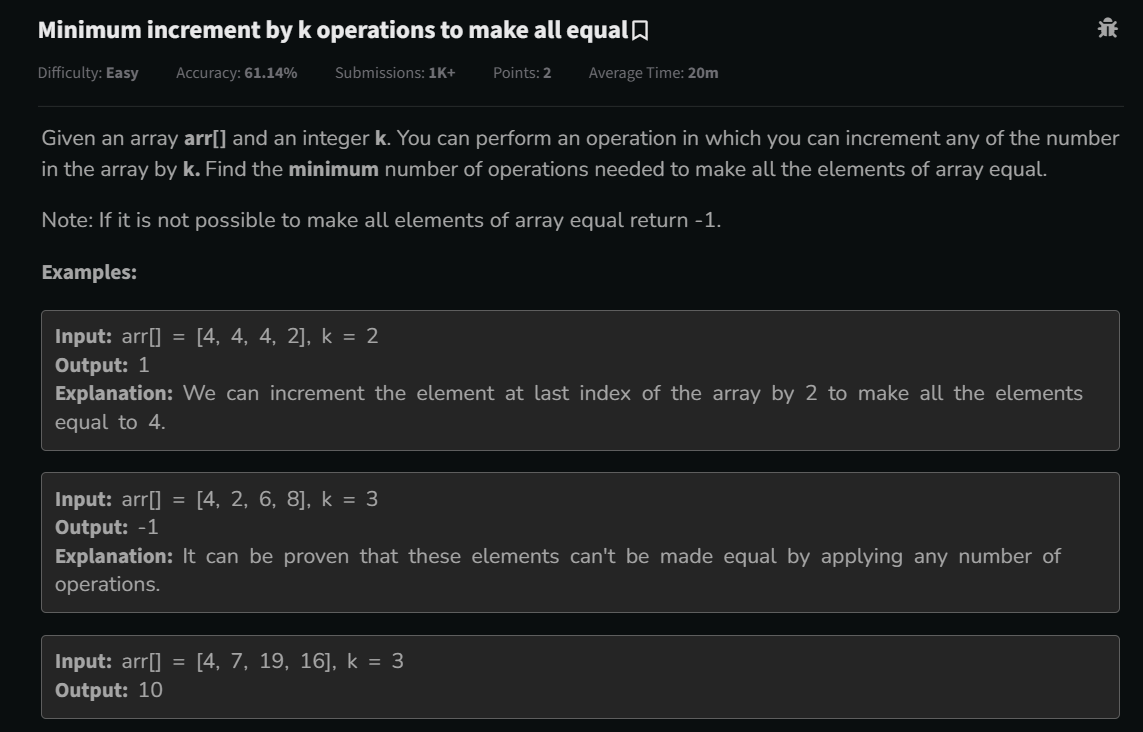 Minimum increment by k operations to make all equal
Difficulty: Easy Accuracy: 61.14% Submissions: 1K+ Points: 2 Average Time: 20m
Given an array arr[] and an integer k. You can perform an operation in which you can increment any of the number
in the array by k. Find the minimum number of operations needed to make all the elements of array equal.
Note: If it is not possible to make all elements of array equal return -1.
Examples:
Input: arr[] = [4, 4, 4, 2], k = 2
Output: 1
Explanation: We can increment the element at last index of the array by 2 to make all the elements
equal to 4.
Input: arr[] = [4, 2, 6, 8], k = 3
Output: -1
Explanation: It can be proven that these elements can't be made equal by applying any number of
operations.
Input: arr[] = [4, 7, 19, 16], k = 3
Output: 10